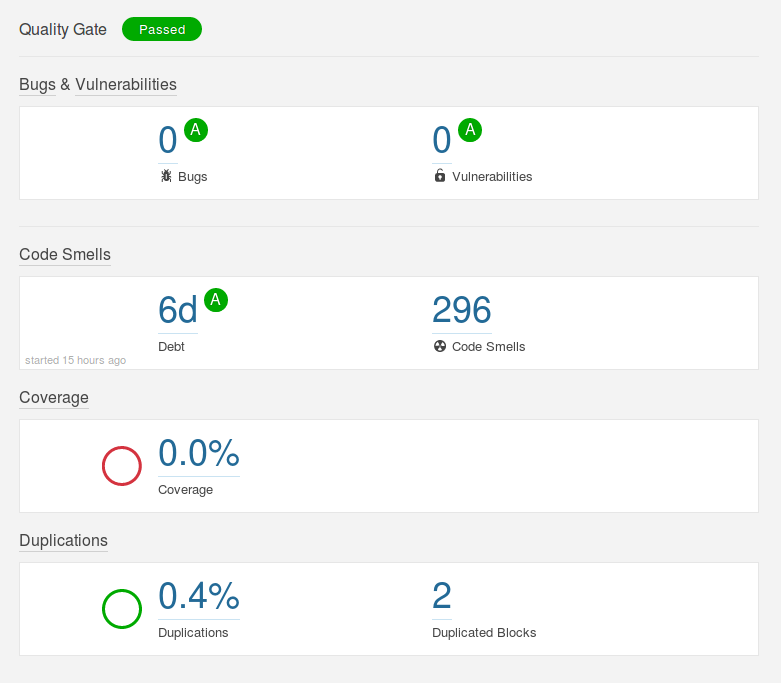 Quality Gate Passed
Bugs & Vulnerabilities
0 A 0 A
Bugs Vulnerabilities
Code Smells
6d A 296
Debt Code Smells
started 15 hours ago
Coverage
0.0%
Coverage
Duplications
0.4% 2
Duplications Duplicated Blocks